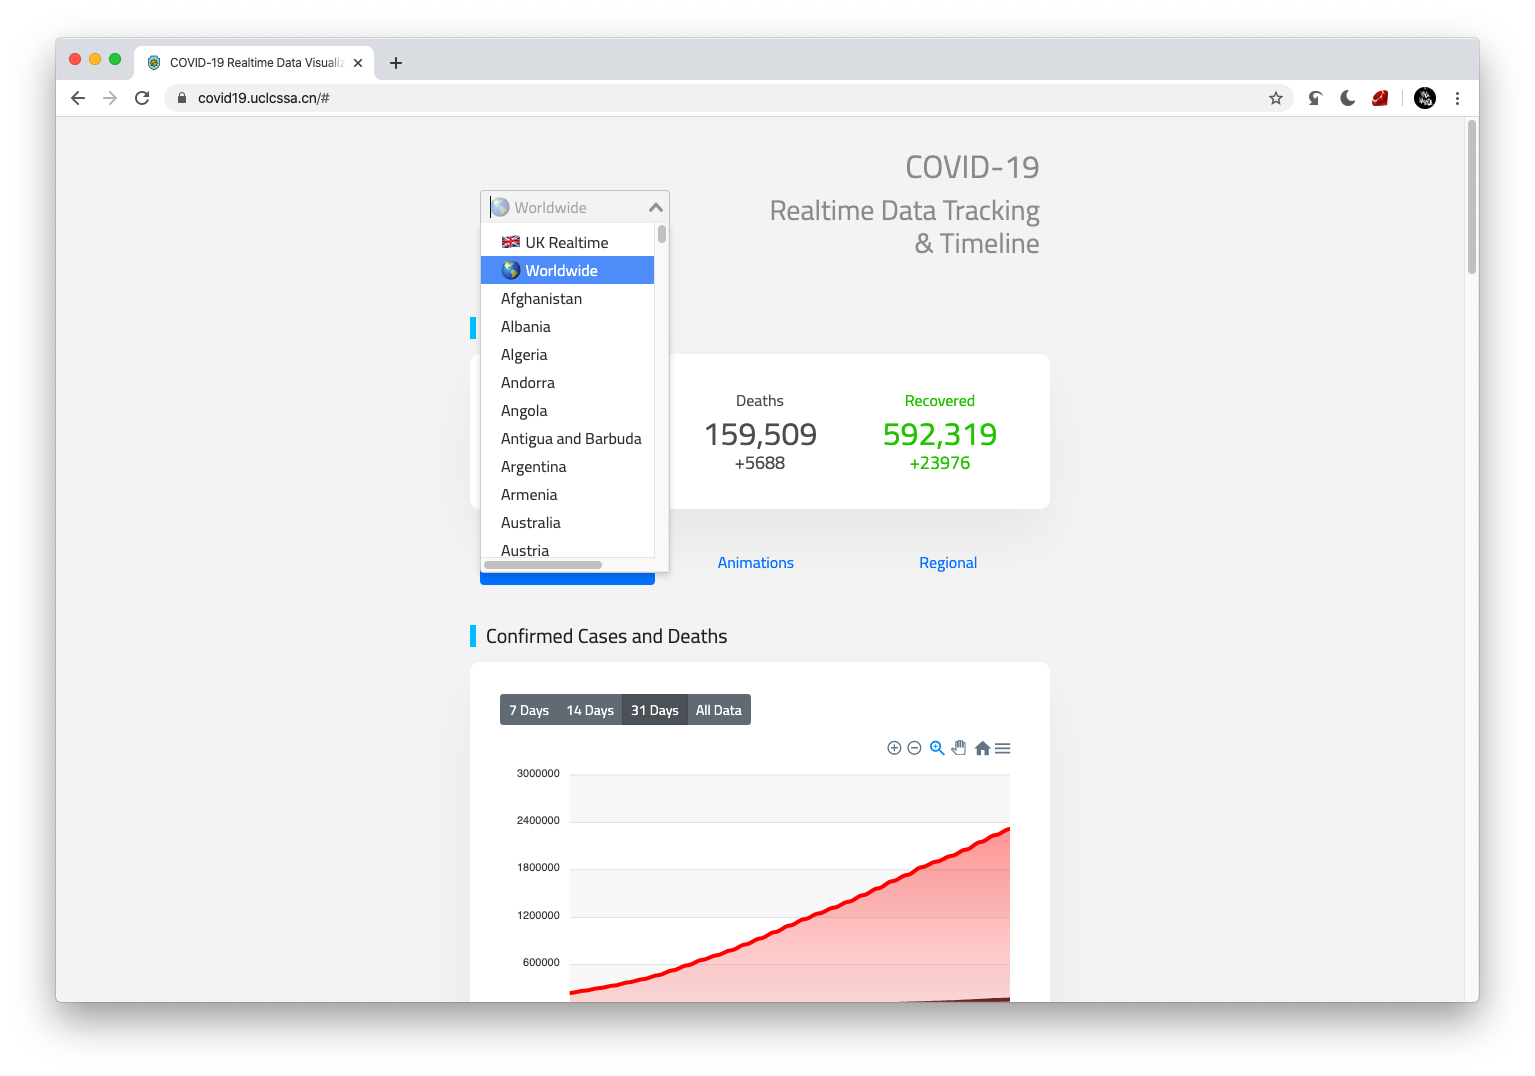 COVID-19 Realtime Data Visualiz
covid19.uclcssa.cn/#
COVID-19
Realtime Data Tracking
& Timeline
Worldwide
UK Realtime
Worldwide
Afghanistan
Albania
Algeria
Andorra
Angola
Antigua and Barbuda
Argentina
Armenia
Australia
Austria
Deaths
159,509
+5688
Recovered
592,319
+23976
Animations
Regional
Confirmed Cases and Deaths
7 Days 14 Days 31 Days All Data
3000000
2400000
1800000
1200000
600000